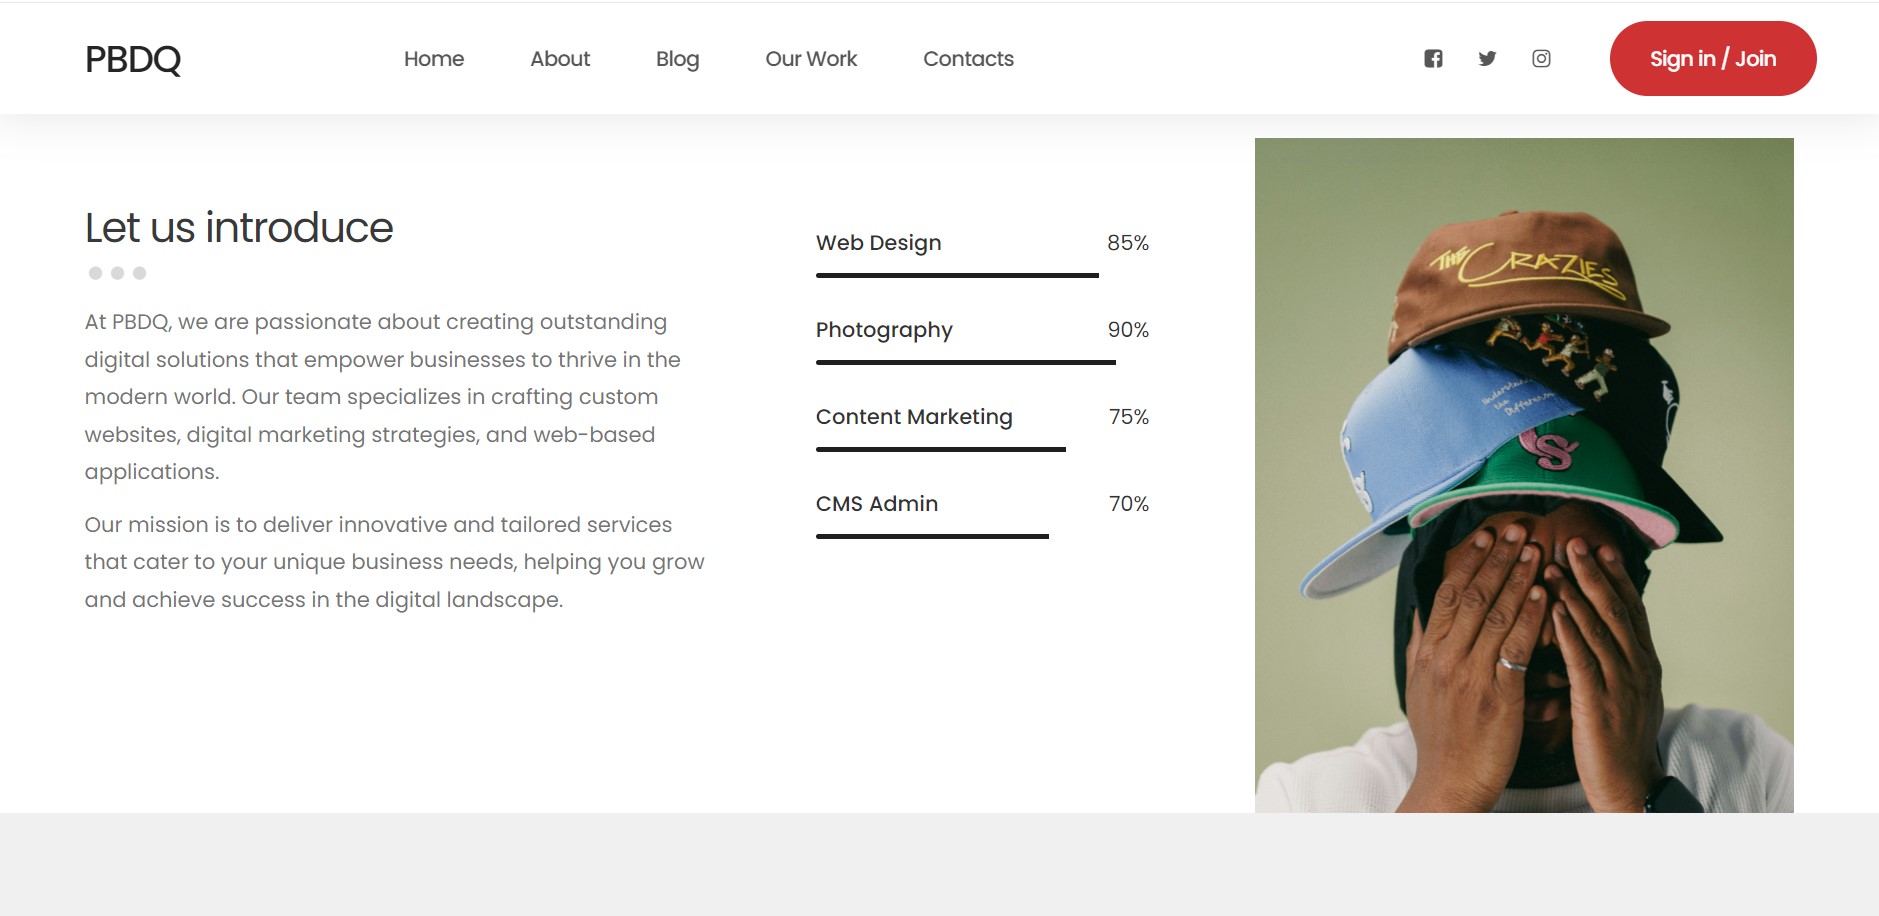 PBDQ
Home
About
Blog
Our Work
Contacts
Sign in / Join
Let us introduce
At PBDQ, we are passionate about creating outstanding
digital solutions that empower businesses to thrive in the
modern world. Our team specializes in crafting custom
websites, digital marketing strategies, and web-based
applications.
Our mission is to deliver innovative and tailored services
that cater to your unique business needs, helping you grow
and achieve success in the digital landscape.
Web Design 85%
Photography 90%
Content Marketing 75%
CMS Admin 70%
THE CRAZIES
Understand
the
Difference